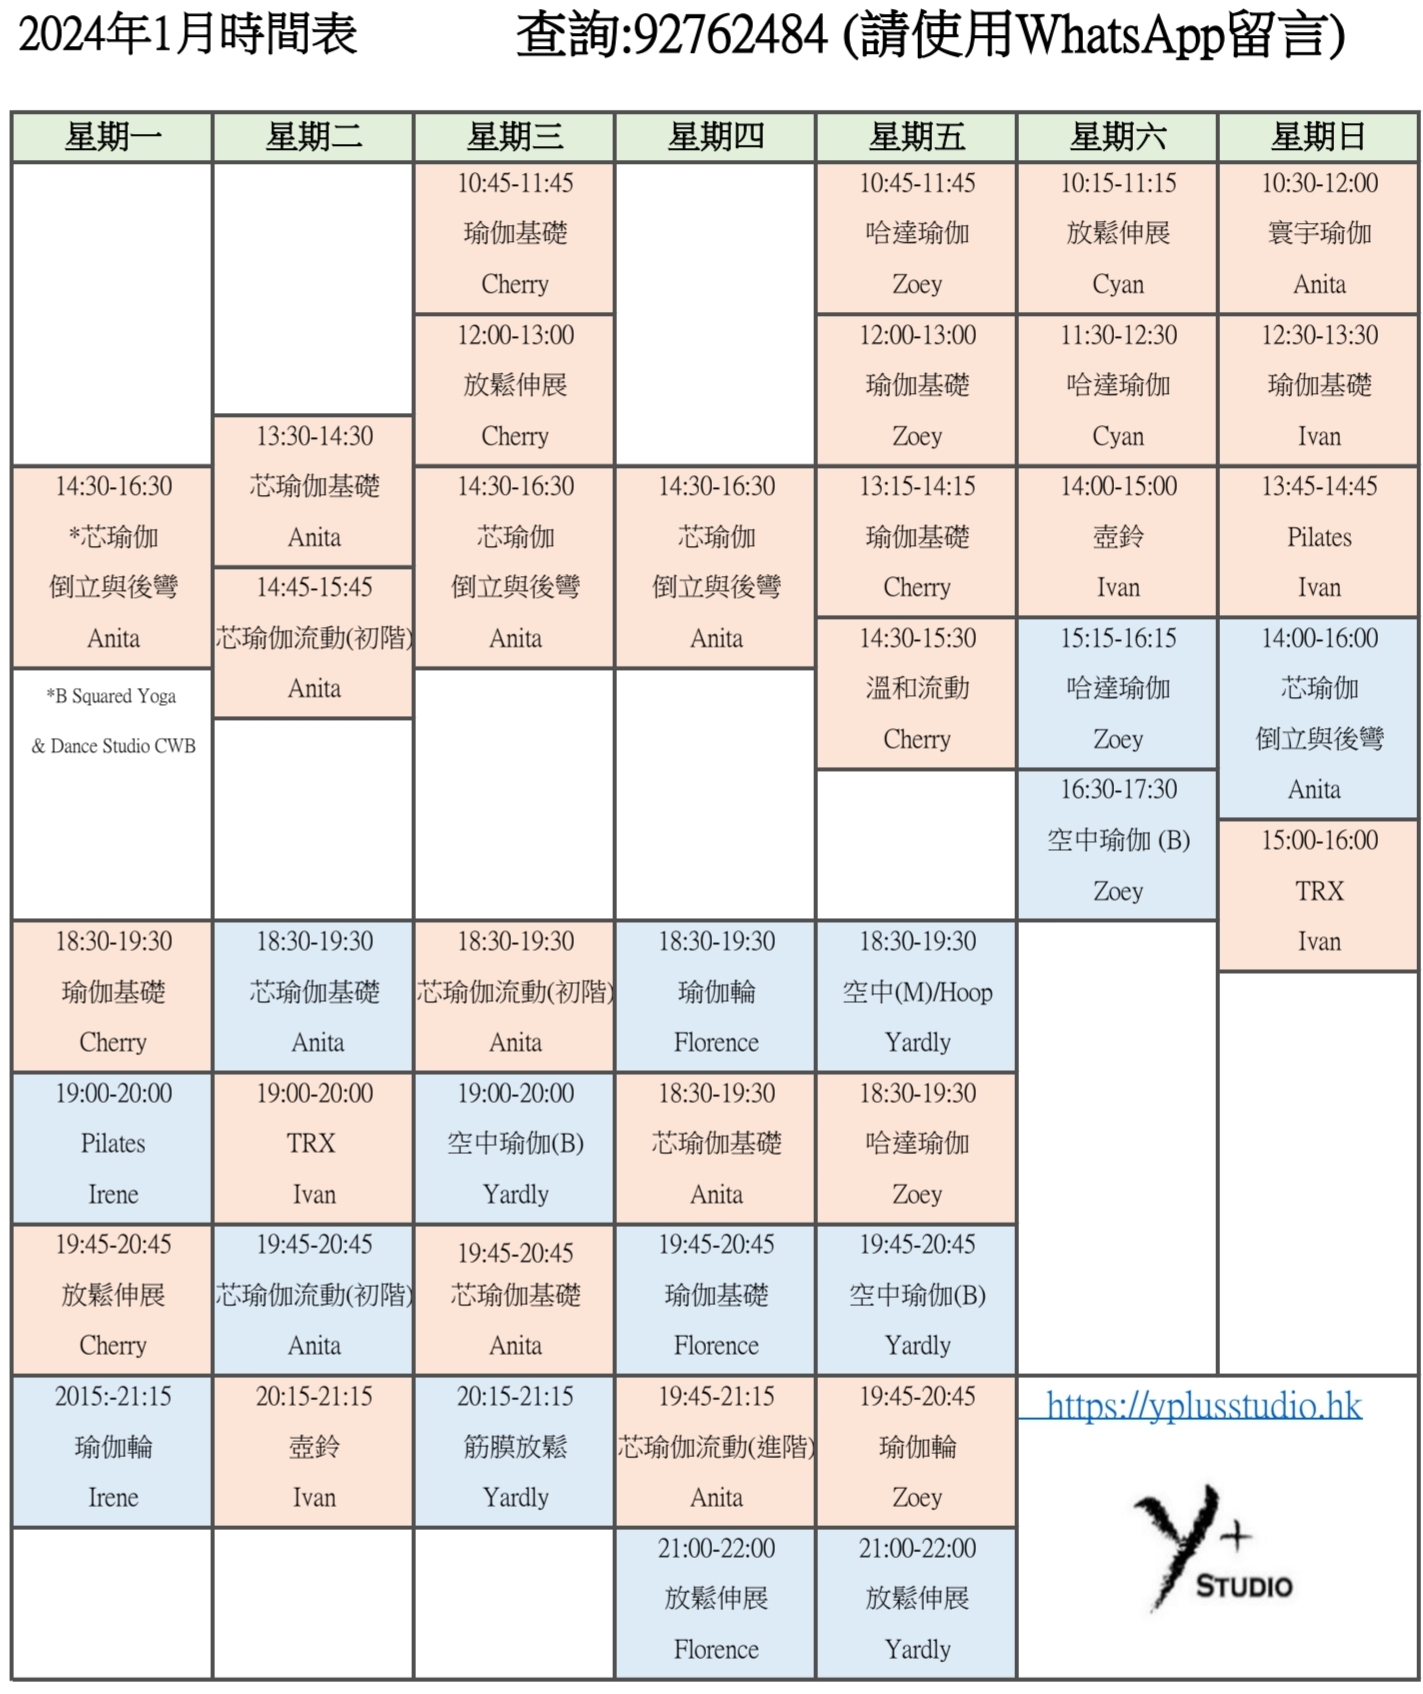 2024年1月時間表
查詢:92762484 (請使用WhatsApp留言)
星期一
星期二
星期三
星期四
星期五
星期六
星期日
14:30-16:30
*芯瑜伽
倒立與後彎
Anita
*B Squared Yoga
& Dance Studio CWB
18:30-19:30
瑜伽基礎
Cherry
19:00-20:00
Pilates
Irene
19:45-20:45
放鬆伸展
Cherry
2015:-21:15
瑜伽輪
Irene
13:30-14:30
芯瑜伽基礎
Anita
14:45-15:45
芯瑜伽流動(初階)
Anita
18:30-19:30
芯瑜伽基礎
Anita
19:00-20:00
TRX
Ivan
19:45-20:45
芯瑜伽流動(初階)
Anita
20:15-21:15
壺鈴
Ivan
10:45-11:45
瑜伽基礎
Cherry
12:00-13:00
放鬆伸展
Cherry
14:30-16:30
芯瑜伽
倒立與後彎
Anita
18:30-19:30
芯瑜伽流動(初階)
Anita
19:00-20:00
空中瑜伽(B)
Yardly
19:45-20:45
芯瑜伽基礎
Anita
20:15-21:15
筋膜放鬆
Yardly
14:30-16:30
芯瑜伽
倒立與後彎
Anita
18:30-19:30
瑜伽輪
Florence
18:30-19:30
芯瑜伽基礎
Anita
19:45-20:45
瑜伽基礎
Florence
19:45-21:15
芯瑜伽流動(進階)
Anita
21:00-22:00
放鬆伸展
Florence
10:45-11:45
哈達瑜伽
Zoey
12:00-13:00
瑜伽基礎
Zoey
13:15-14:15
瑜伽基礎
Cherry
14:30-15:30
溫和流動
Cherry
18:30-19:30
空中(M)/Hoop
Yardly
18:30-19:30
哈達瑜伽
Zoey
19:45-20:45
空中瑜伽(B)
Yardly
19:45-20:45
瑜伽輪
Zoey
21:00-22:00
放鬆伸展
Yardly
10:15-11:15
放鬆伸展
Cyan
11:30-12:30
哈達瑜伽
Cyan
14:00-15:00
壺鈴
Ivan
15:15-16:15
哈達瑜伽
Zoey
16:30-17:30
空中瑜伽 (B)
Zoey
10:30-12:00
寰宇瑜伽
Anita
12:30-13:30
瑜伽基礎
Ivan
13:45-14:45
Pilates
Ivan
14:00-16:00
芯瑜伽
倒立與後彎
Anita
15:00-16:00
TRX
Ivan
https://yplusstudio.hk
Y+
STUDIO